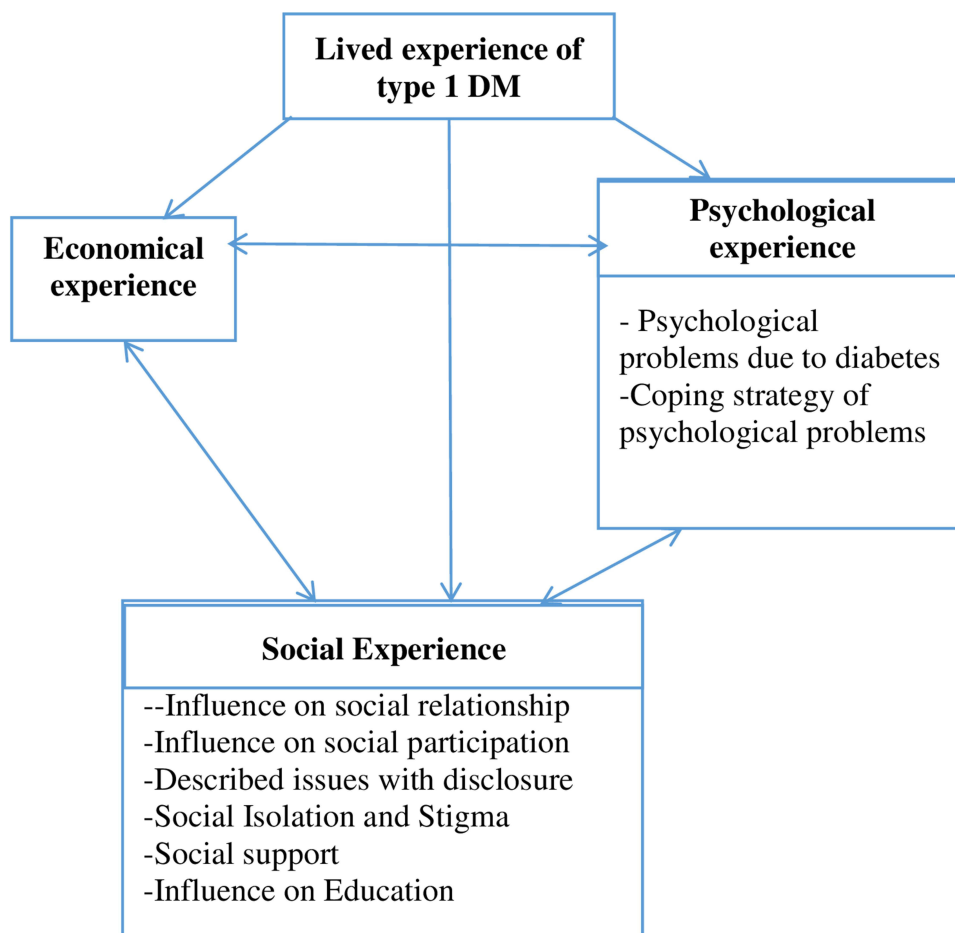 Lived experience of
type 1 DM
Economical
experience
Psychological
experience
- Psychological
problems due to diabetes
-Coping strategy of
psychological problems
Social Experience
--Influence on social relationship
-Influence on social participation
-Described issues with disclosure
-Social Isolation and Stigma
-Social support
-Influence on Education